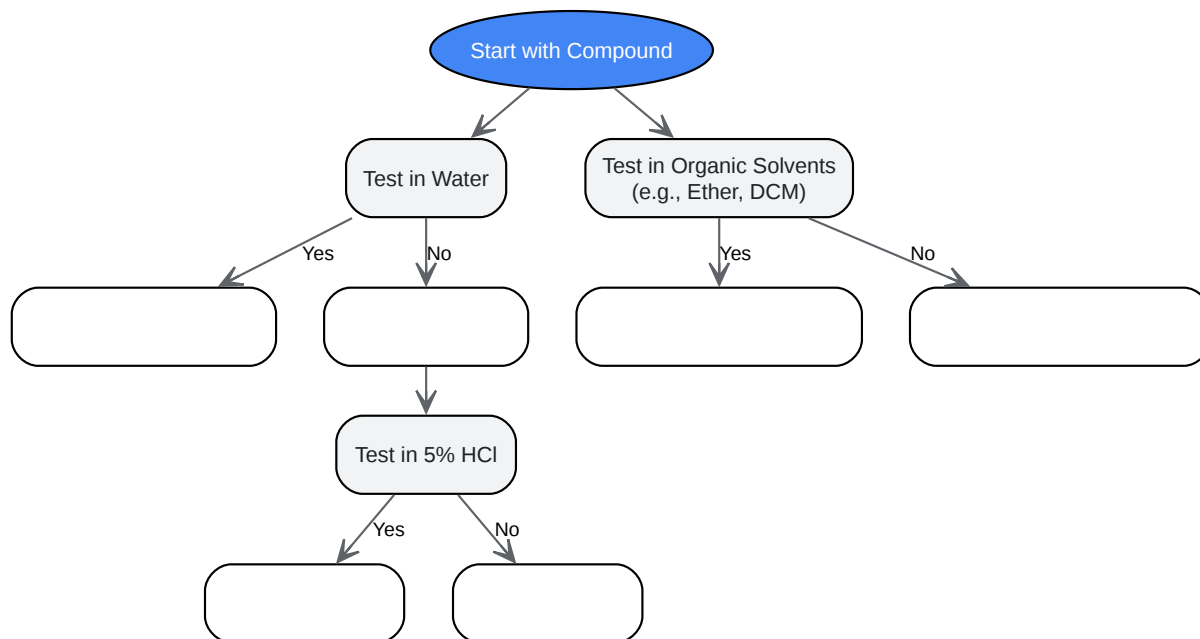 Start with Compound
Test in Water
Test in Organic Solvents
(e.g., Ether, DCM)
Yes
No
Yes
No
Test in 5% HCl
Yes
No